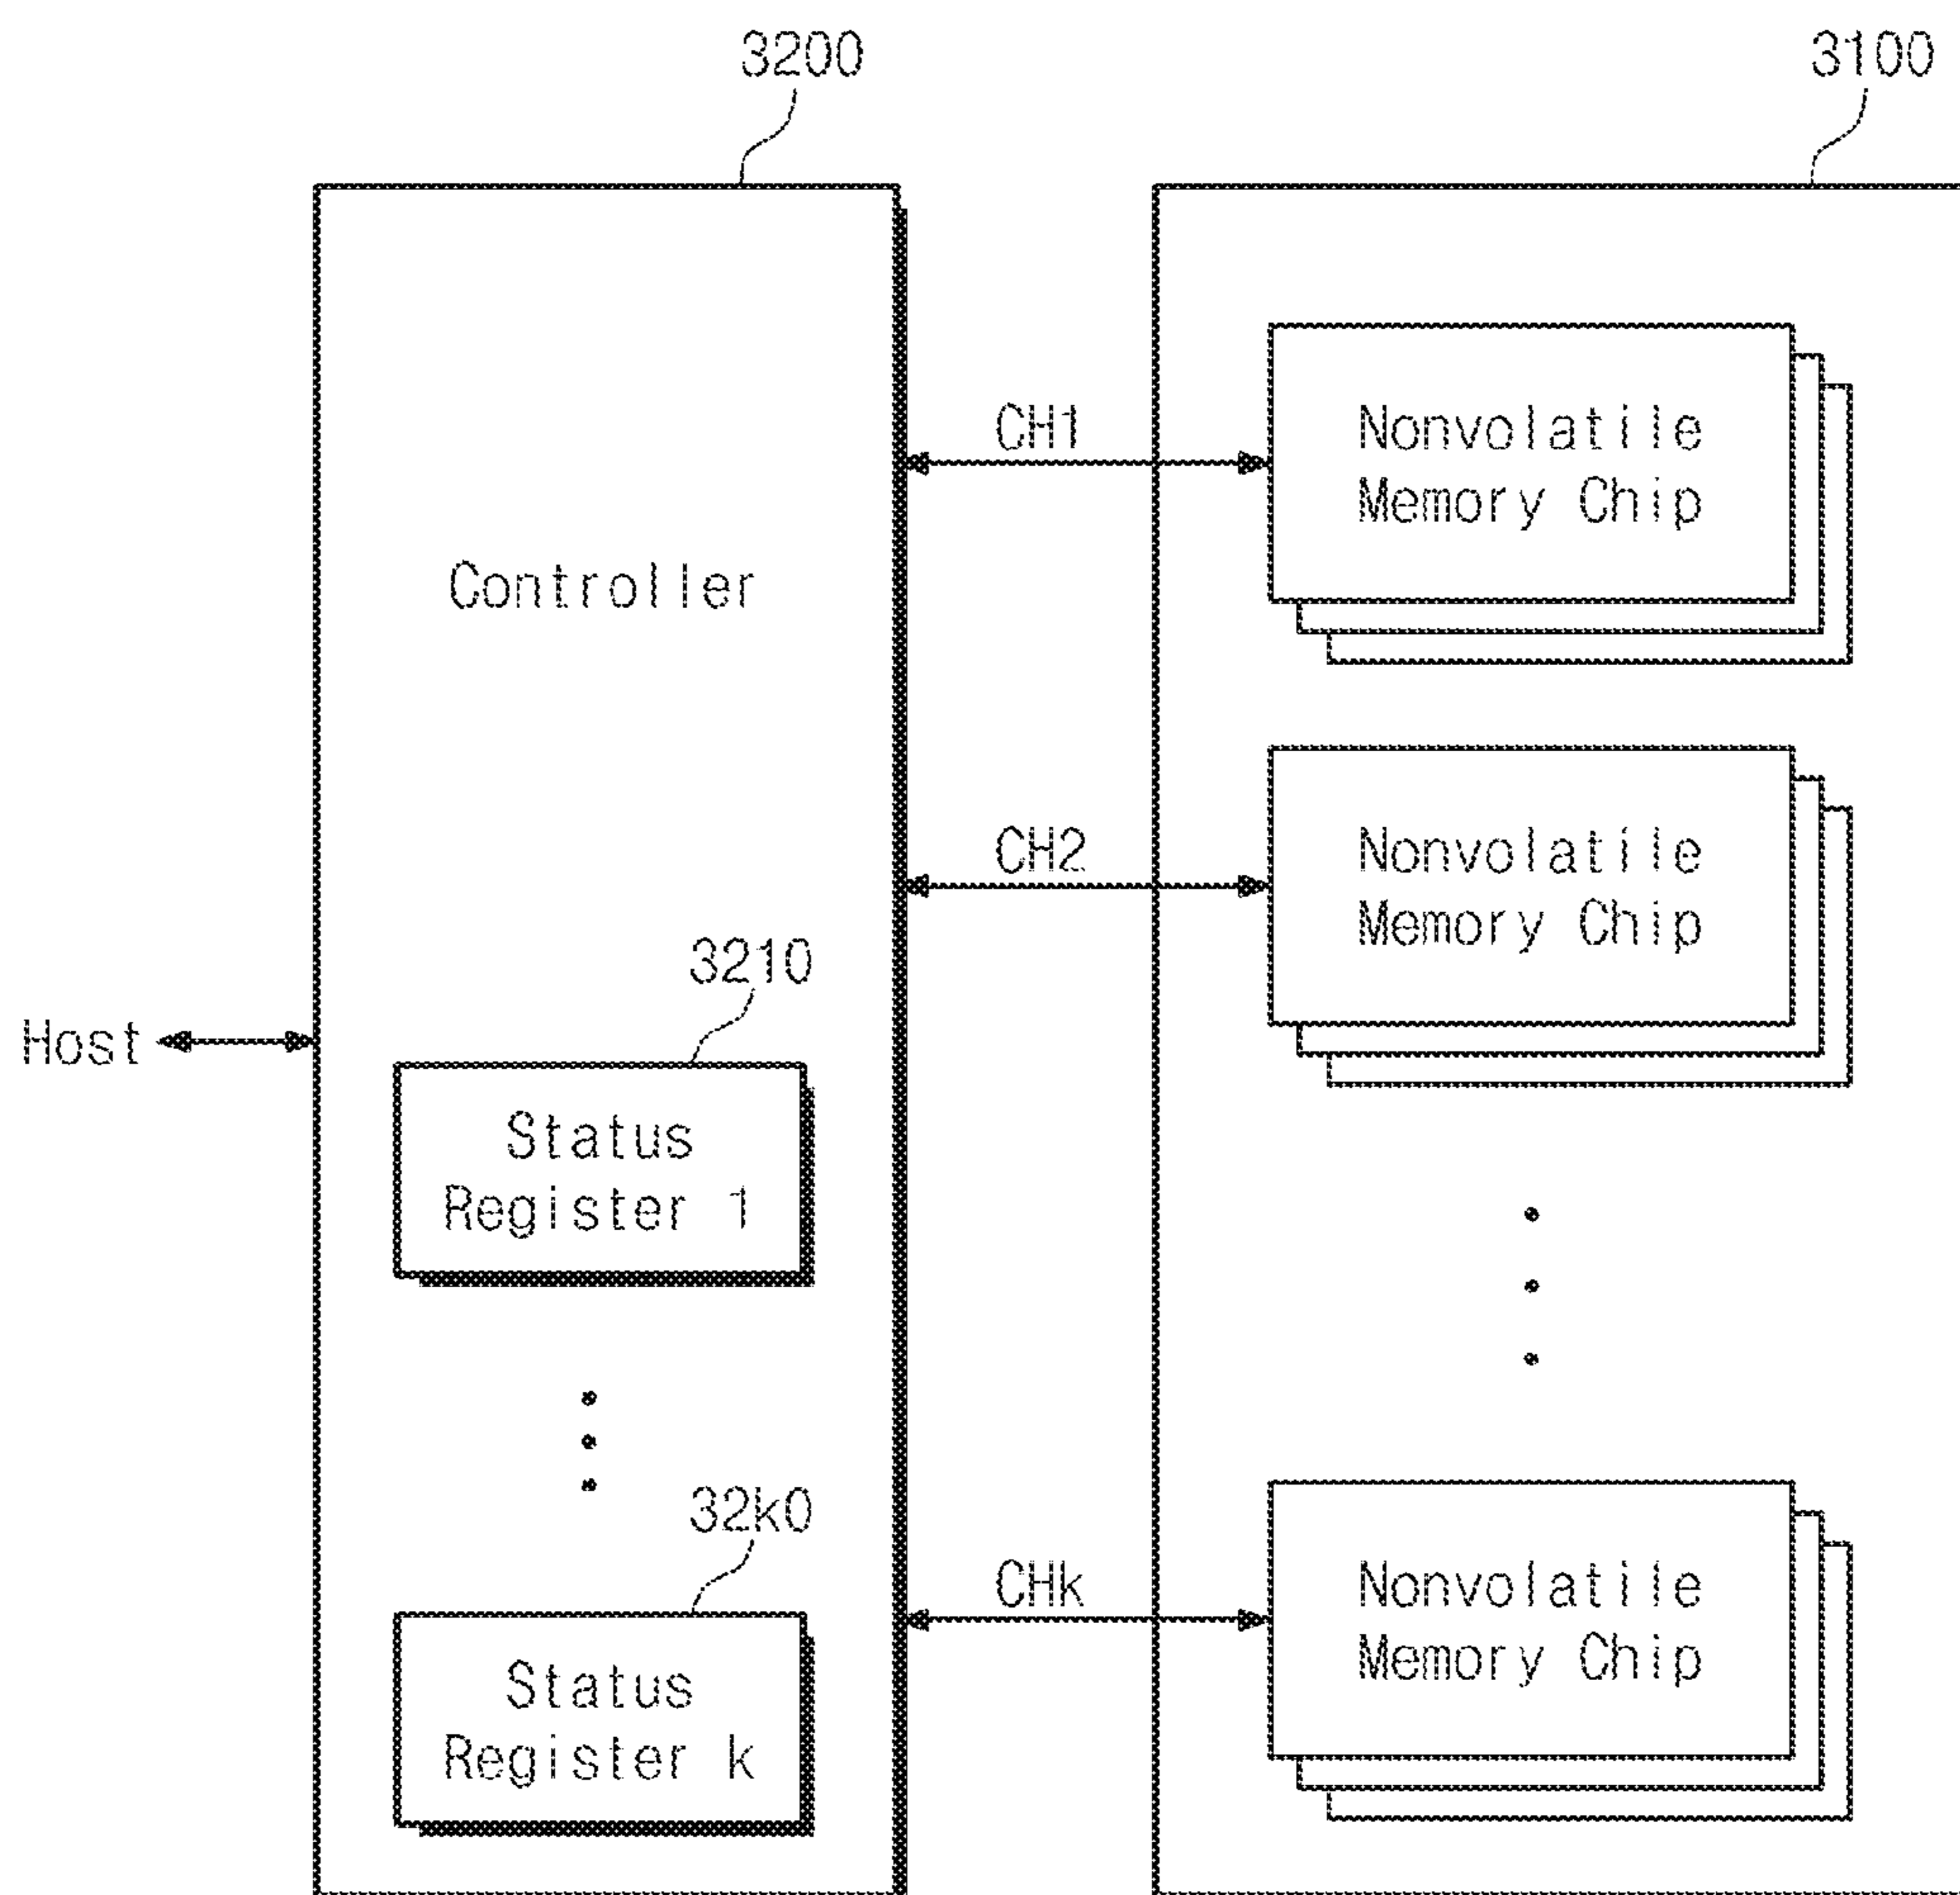 3200
3100
Nonvolatile
Memory Chip
CH1
Controller
Nonvolatile
Memory Chip
CH2
3210
Host
Status
Register 1
32k0
Nonvolatile
Memory Chip
CHk
Status
Register k